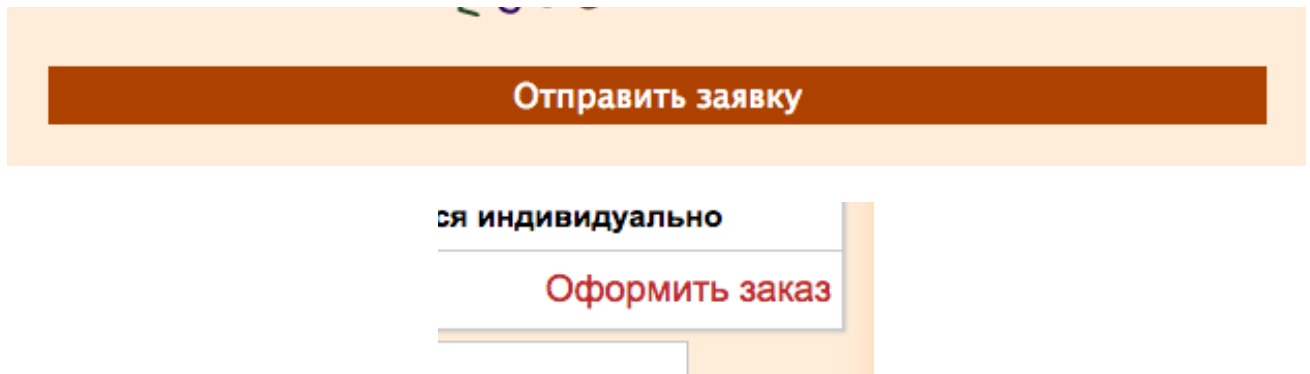 Отправить заявку
ся индивидуально
Оформить заказ